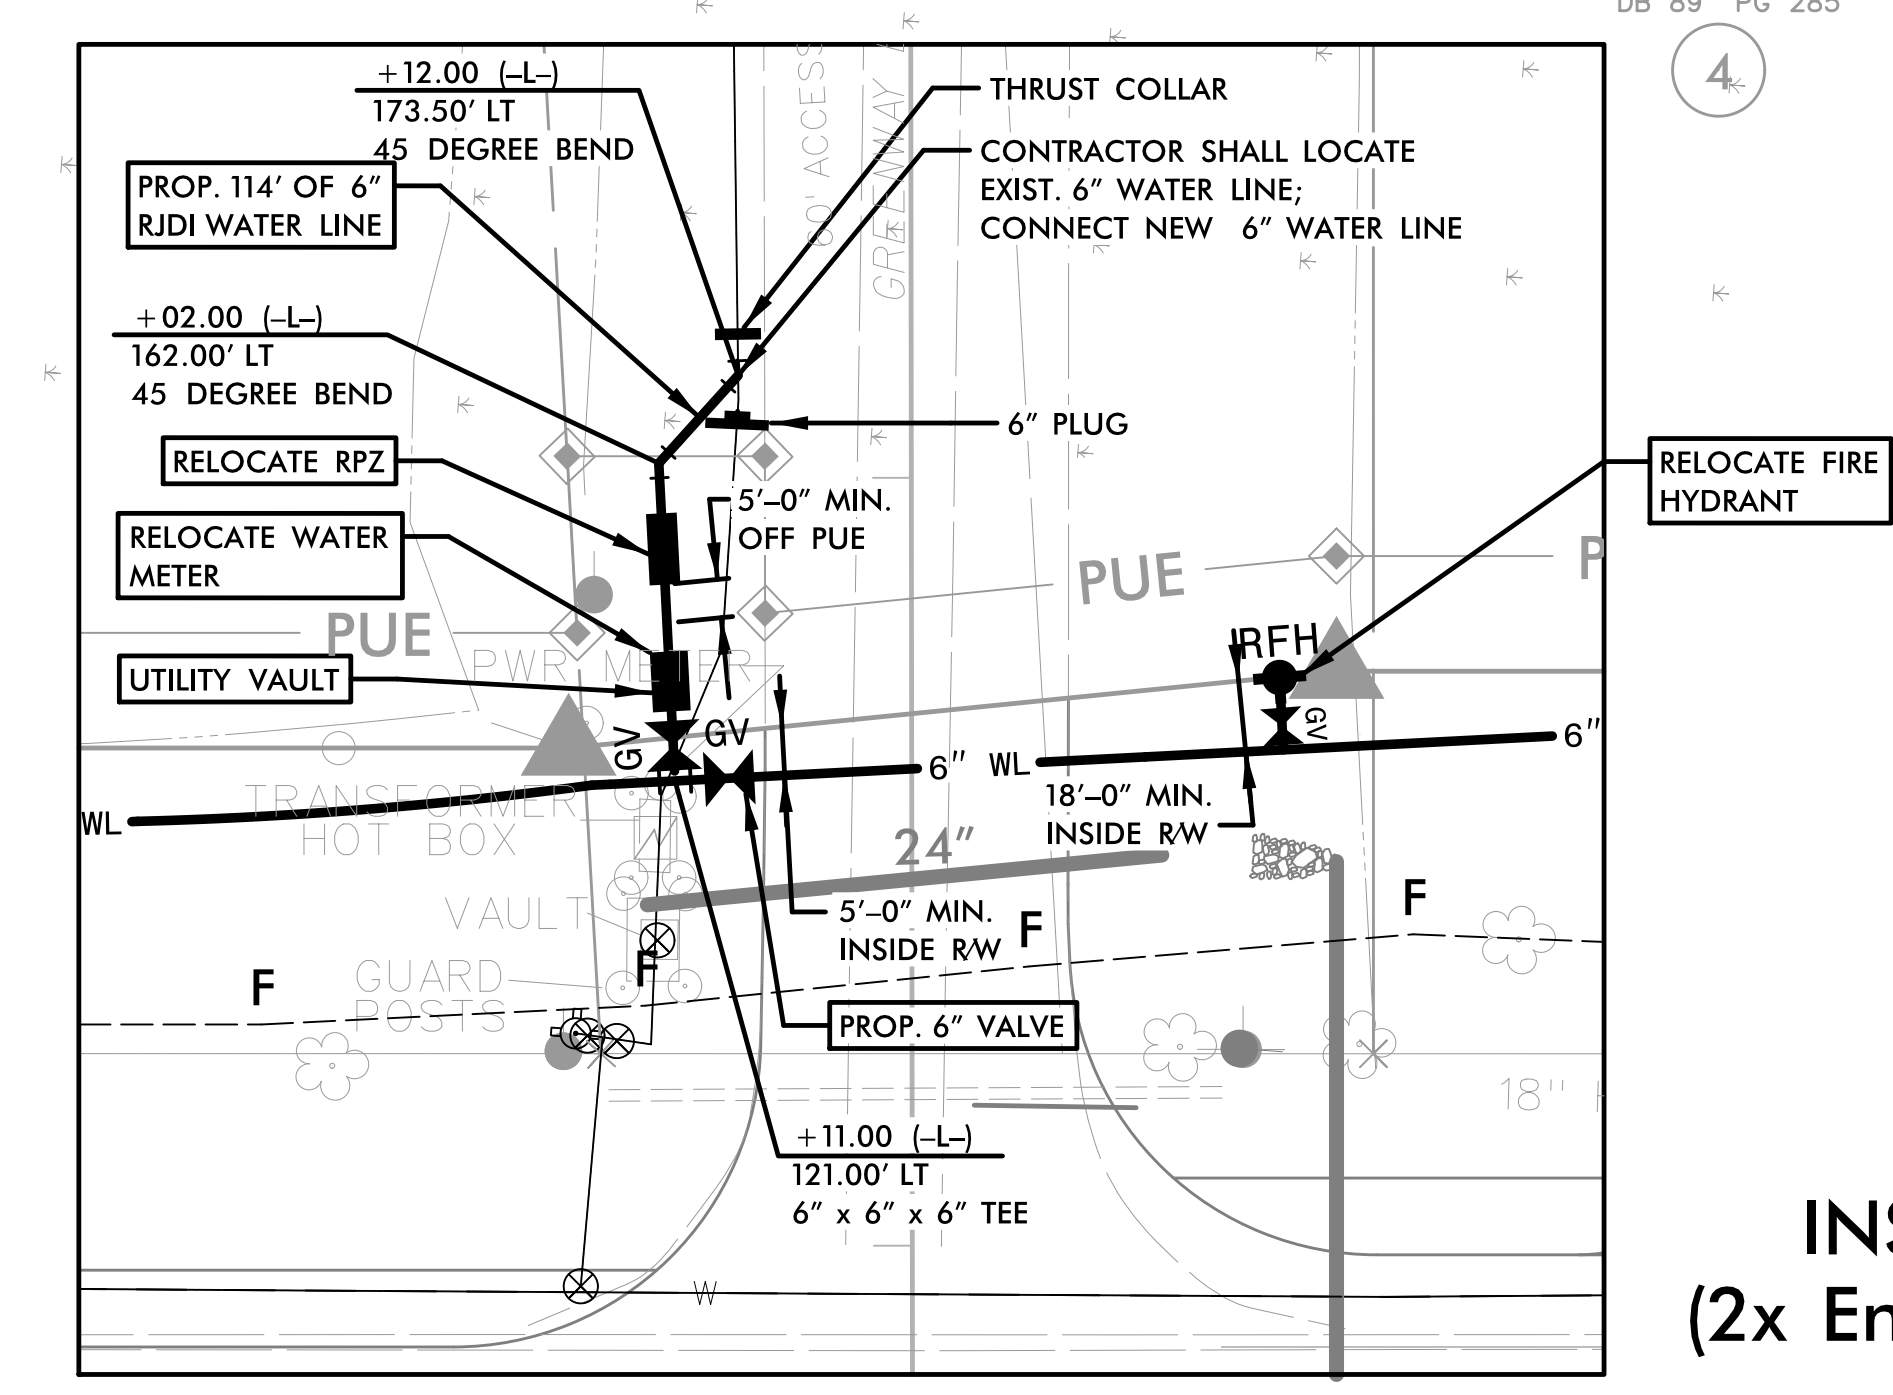 DB 89 PG 285
4
+12.00 (–L–)
173.50' LT
45 DEGREE BEND
60' ACCESS
GREENWAY
THRUST COLLAR
CONTRACTOR SHALL LOCATE
EXIST. 6" WATER LINE;
CONNECT NEW 6" WATER LINE
PROP. 114' OF 6"
RJDI WATER LINE
+02.00 (–L–)
162.00' LT
45 DEGREE BEND
6" PLUG
RELOCATE RPZ
RELOCATE FIRE
HYDRANT
5'–0" MIN.
OFF PUE
RELOCATE WATER
METER
PUE
P
PUE
RFH
PWR METER
UTILITY VAULT
GV
GV
GV
6"
WL
6"
TRANSFORMER
HOT BOX
WL
18'–0" MIN.
INSIDE R/W
24"
VAULT
5'–0" MIN.
INSIDE R/W
F
F
F
F
GUARD
POSTS
PROP. 6" VALVE
18"
+11.00 (–L–)
121.00' LT
6" x 6" x 6" TEE
W
INS
(2x En